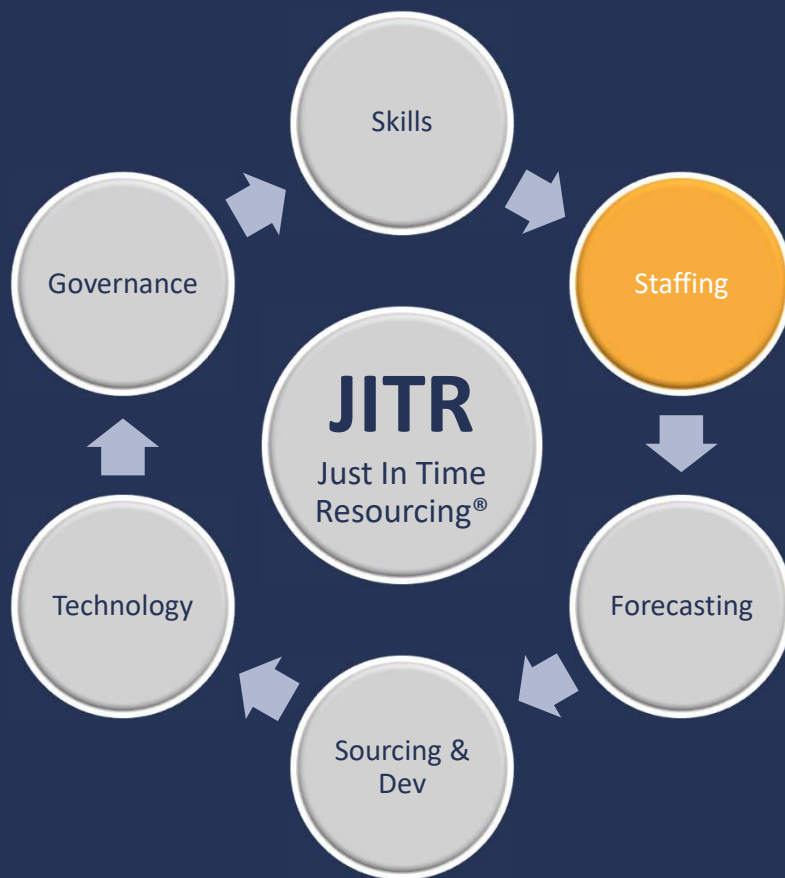 Skills
Governance
Staffing
JITR
Just In Time
Resourcing®
Technology
Forecasting
Sourcing &
Dev